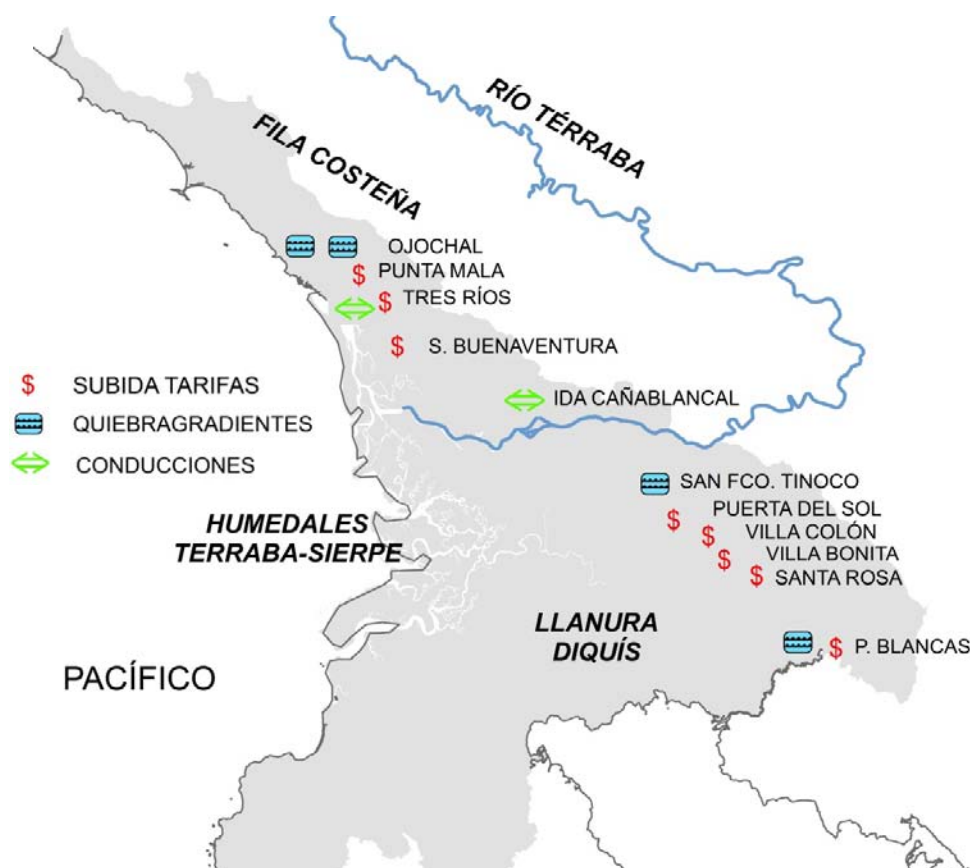 RÍO TÉRRABA
FILA COSTEÑA
OJOCHAL
PUNTA MALA
$
TRES RÍOS
$
S. BUENAVENTURA
$
$ SUBIDA TARIFAS
IDA CAÑABLANCAL
QUIEBRAGRADIENTES
CONDUCCIONES
SAN FCO. TINOCO
PUERTA DEL SOL
$
VILLA COLÓN
$
VILLA BONITA
$
SANTA ROSA
$
HUMEDALES
TERRABA-SIERPE
LLANURA
DIQUÍS
$ P. BLANCAS
PACÍFICO